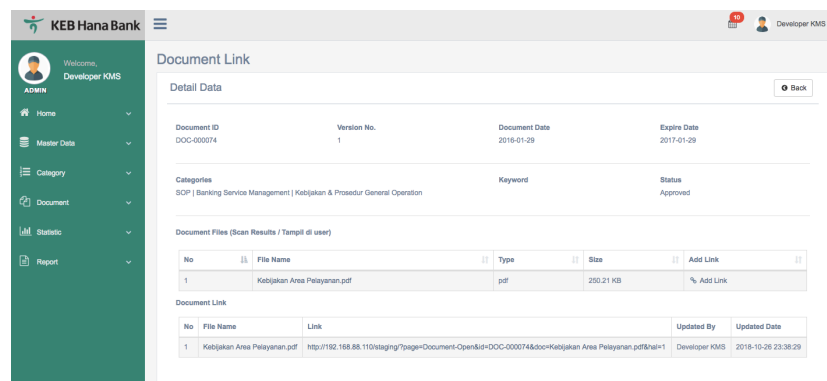 KEB Hana Bank
10
Developer KMS
Welcome,
Developer KMS
ADMIN
Home
Master Data
Category
Document
Statistic
Report
Document Link
Detail Data
Back
Document ID Version No. Document Date Expire Date
DOC-000074 1 2016-01-29 2017-01-29
Categories Keyword Status
SOP | Banking Service Management | Kebijakan & Prosedur General Operation Approved
Document Files (Scan Results / Tampil di user)
No File Name Type Size Add Link
1 Kebijakan Area Pelayanan.pdf pdf 250.21 KB Add Link
Document Link
No File Name Link Updated By Updated Date
1 Kebijakan Area Pelayanan.pdf http://192.168.88.110/staging/?page=Document-Open&id=DOC-000074&doc=Kebijakan Area Pelayanan.pdf&hal=1 Developer KMS 2018-10-26 23:38:29